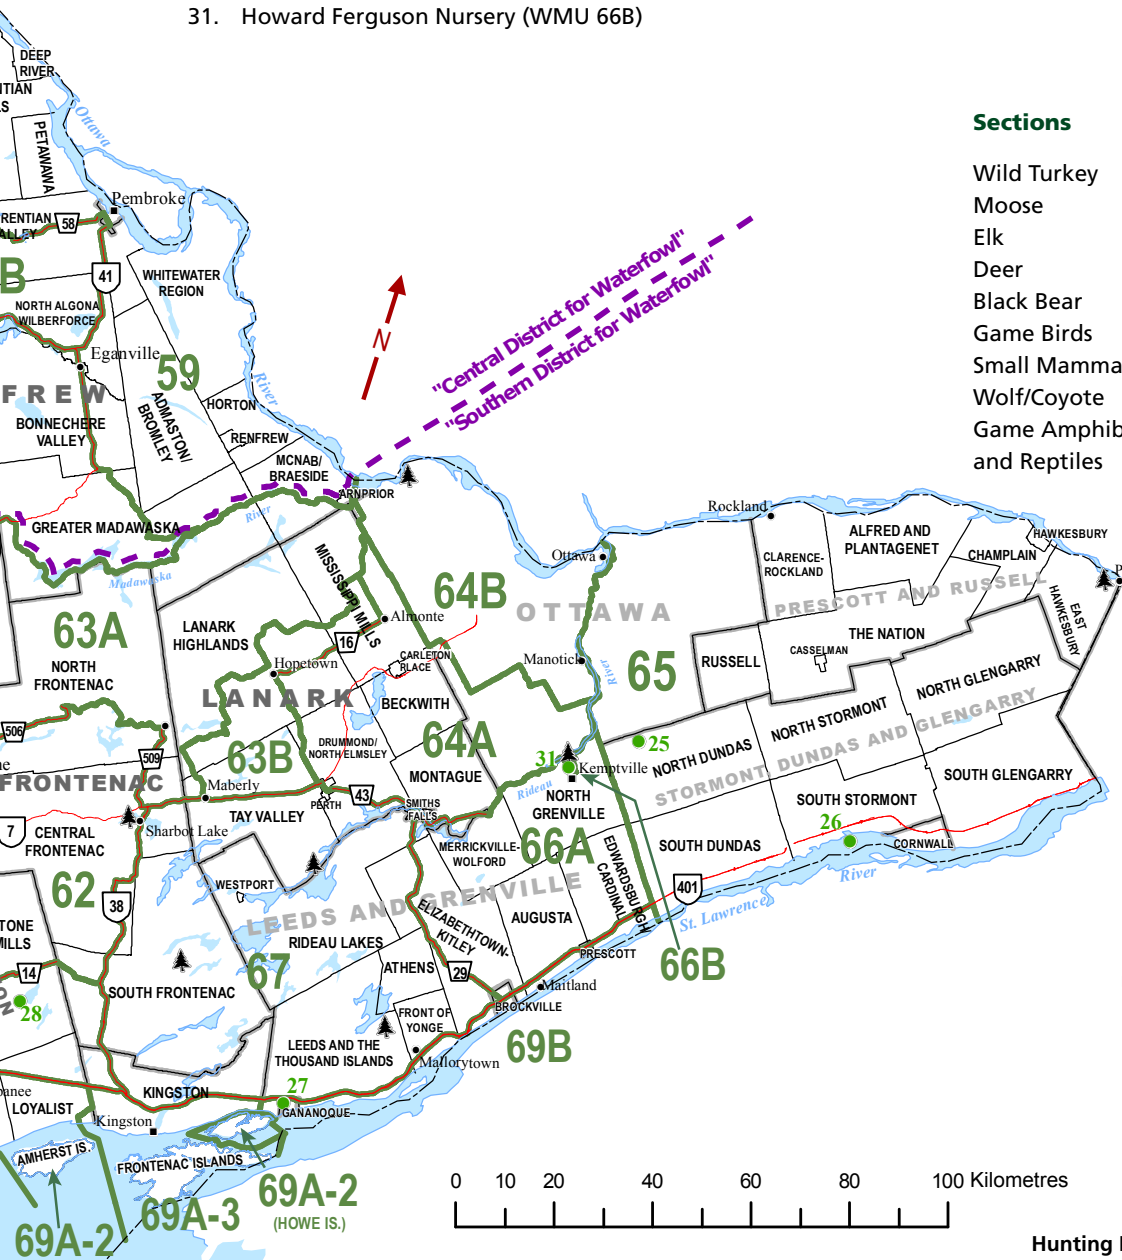 31. Howard Ferguson Nursery (WMU 66B)
DEEP
RIVER
Ottawa
PETAWAWA
Pembroke
58
41
WHITEWATER
REGION
B
NORTH ALGONA
WILBERFORCE
Eganville
59
River
HORTON
ADMASTON/
BROMLEY
BONNECHERE
VALLEY
RENFREW
MCNAB/
BRAESIDE
ARNPRIOR
GREATER MADAWASKA
River
Madawaska
N
"Central District for Waterfowl"
"Southern District for Waterfowl"
Sections
Wild Turkey
Moose
Elk
Deer
Black Bear
Game Birds
Small Mamma
Wolf/Coyote
Game Amphib
and Reptiles
Rockland
Ottawa
CLARENCE-
ROCKLAND
ALFRED AND
PLANTAGENET
CHAMPLAIN
HAWKESBURY
EAST
HAWKESBURY
PRESCOTT AND RUSSELL
THE NATION
CASSELMAN
RUSSELL
OTTAWA
64B
65
Manotick
River
MISSISSIPPI MILLS
Almonte
16
CARLETON
PLACE
63A
LANARK
HIGHLANDS
NORTH
FRONTENAC
Hopetown
LANARK
BECKWITH
64A
63B
DRUMMOND/
NORTH ELMSLEY
MONTAGUE
506
509
FRONTENAC
Maberly
PERTH
43
SMITHS
FALLS
TAY VALLEY
7
Sharbot Lake
CENTRAL
FRONTENAC
62
38
WESTPORT
31
Kemptville
Rideau
NORTH
GRENVILLE
66A
MERRICKVILLE-
WOLFORD
25
NORTH DUNDAS
NORTH STORMONT
NORTH GLENGARRY
STORMONT, DUNDAS AND GLENGARRY
SOUTH GLENGARRY
SOUTH STORMONT
26
CORNWALL
SOUTH DUNDAS
401
River
St. Lawrence
EDWARDSBURGH
CARDINAL
LEEDS AND GRENVILLE
ELIZABETHTOWN-
KITLEY
AUGUSTA
PRESCOTT
66B
RIDEAU LAKES
67
ATHENS
29
Maitland
BROCKVILLE
14
28
SOUTH FRONTENAC
FRONT OF
YONGE
69B
LEEDS AND THE
THOUSAND ISLANDS
Mallorytown
KINGSTON
27
GANANOQUE
LOYALIST
Kingston
AMHERST IS.
FRONTENAC ISLANDS
69A-2
69A-3
69A-2
(HOWE IS.)
0 10 20 40 60 80 100 Kilometres
Hunting